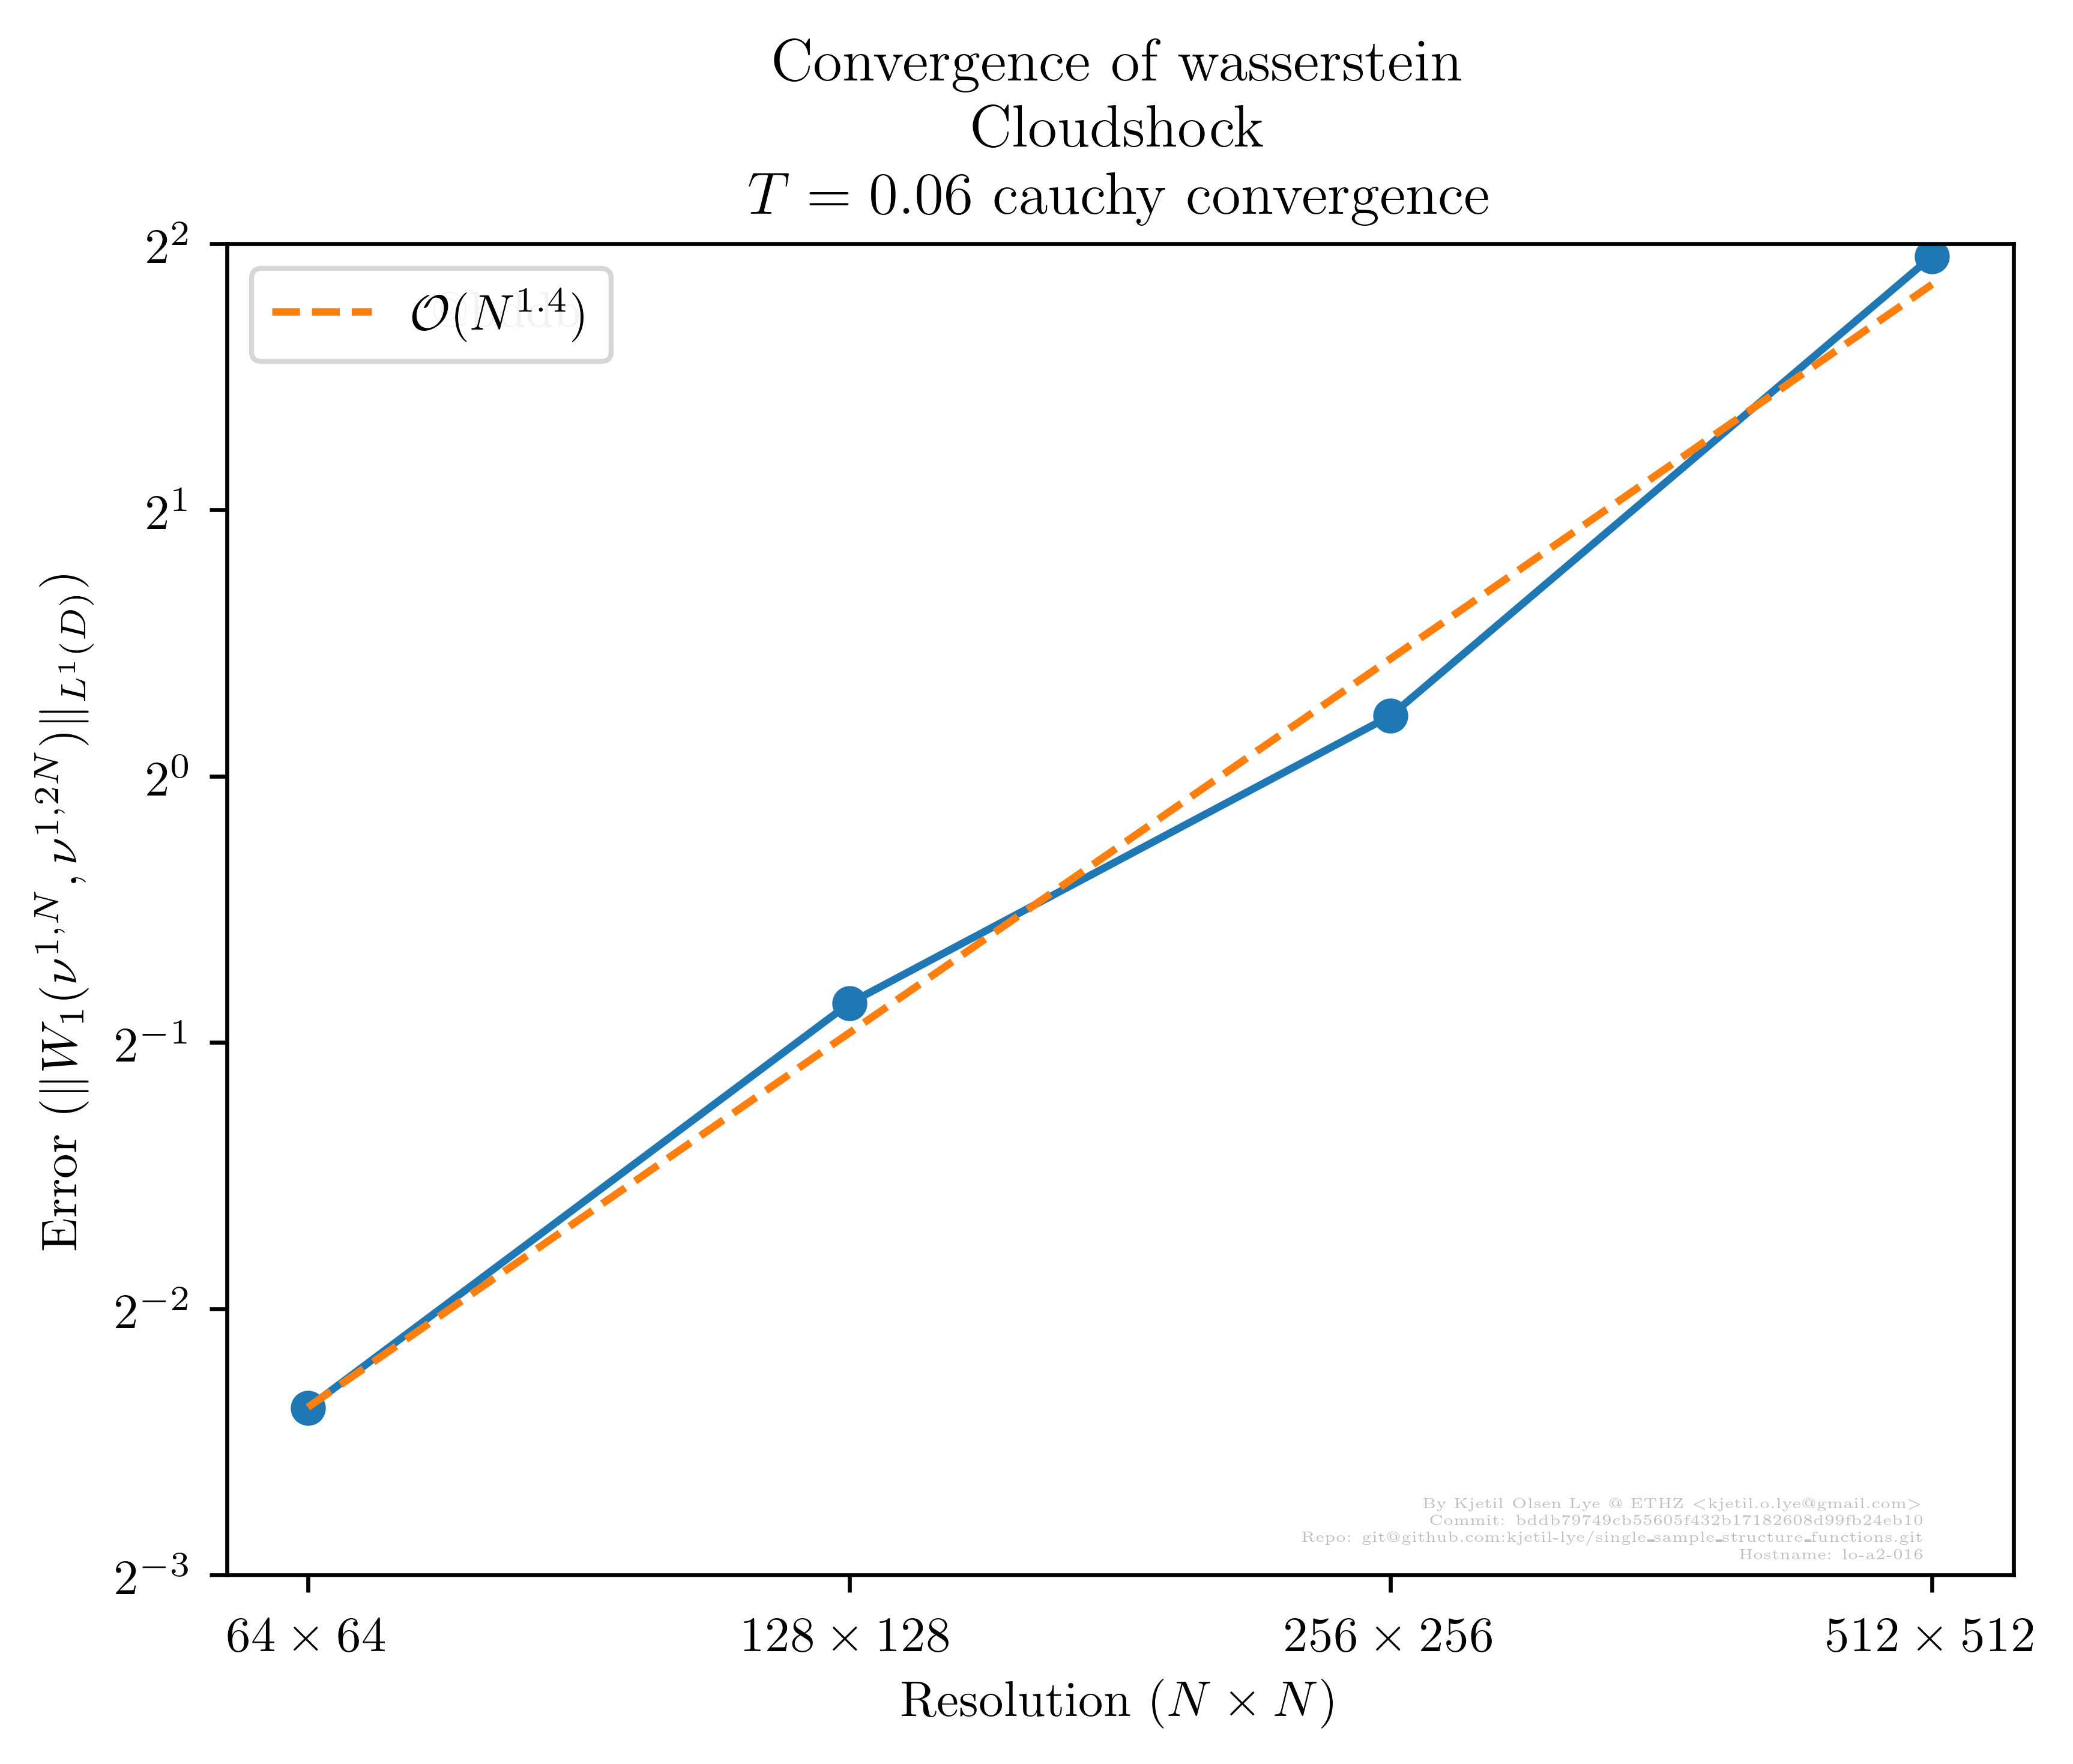 Convergence of wasserstein
Cloudshock
T = 0.06 cauchy convergence
O(N^1.4)
Error (||W_1(ν^{1,N}, ν^{1,2N})||_{L^1(D)})
2^2
2^1
2^0
2^−1
2^−2
2^−3
By Kjetil Olsen Lye @ ETHZ <kjetil.o.lye@gmail.com>
Commit: bddb79749cb55605f432b17182608d99fb24eb10
Repo: git@github.com:kjetil-lye/single_sample_structure_functions.git
Hostname: lo-a2-016
64 × 64
128 × 128
256 × 256
512 × 512
Resolution (N × N)